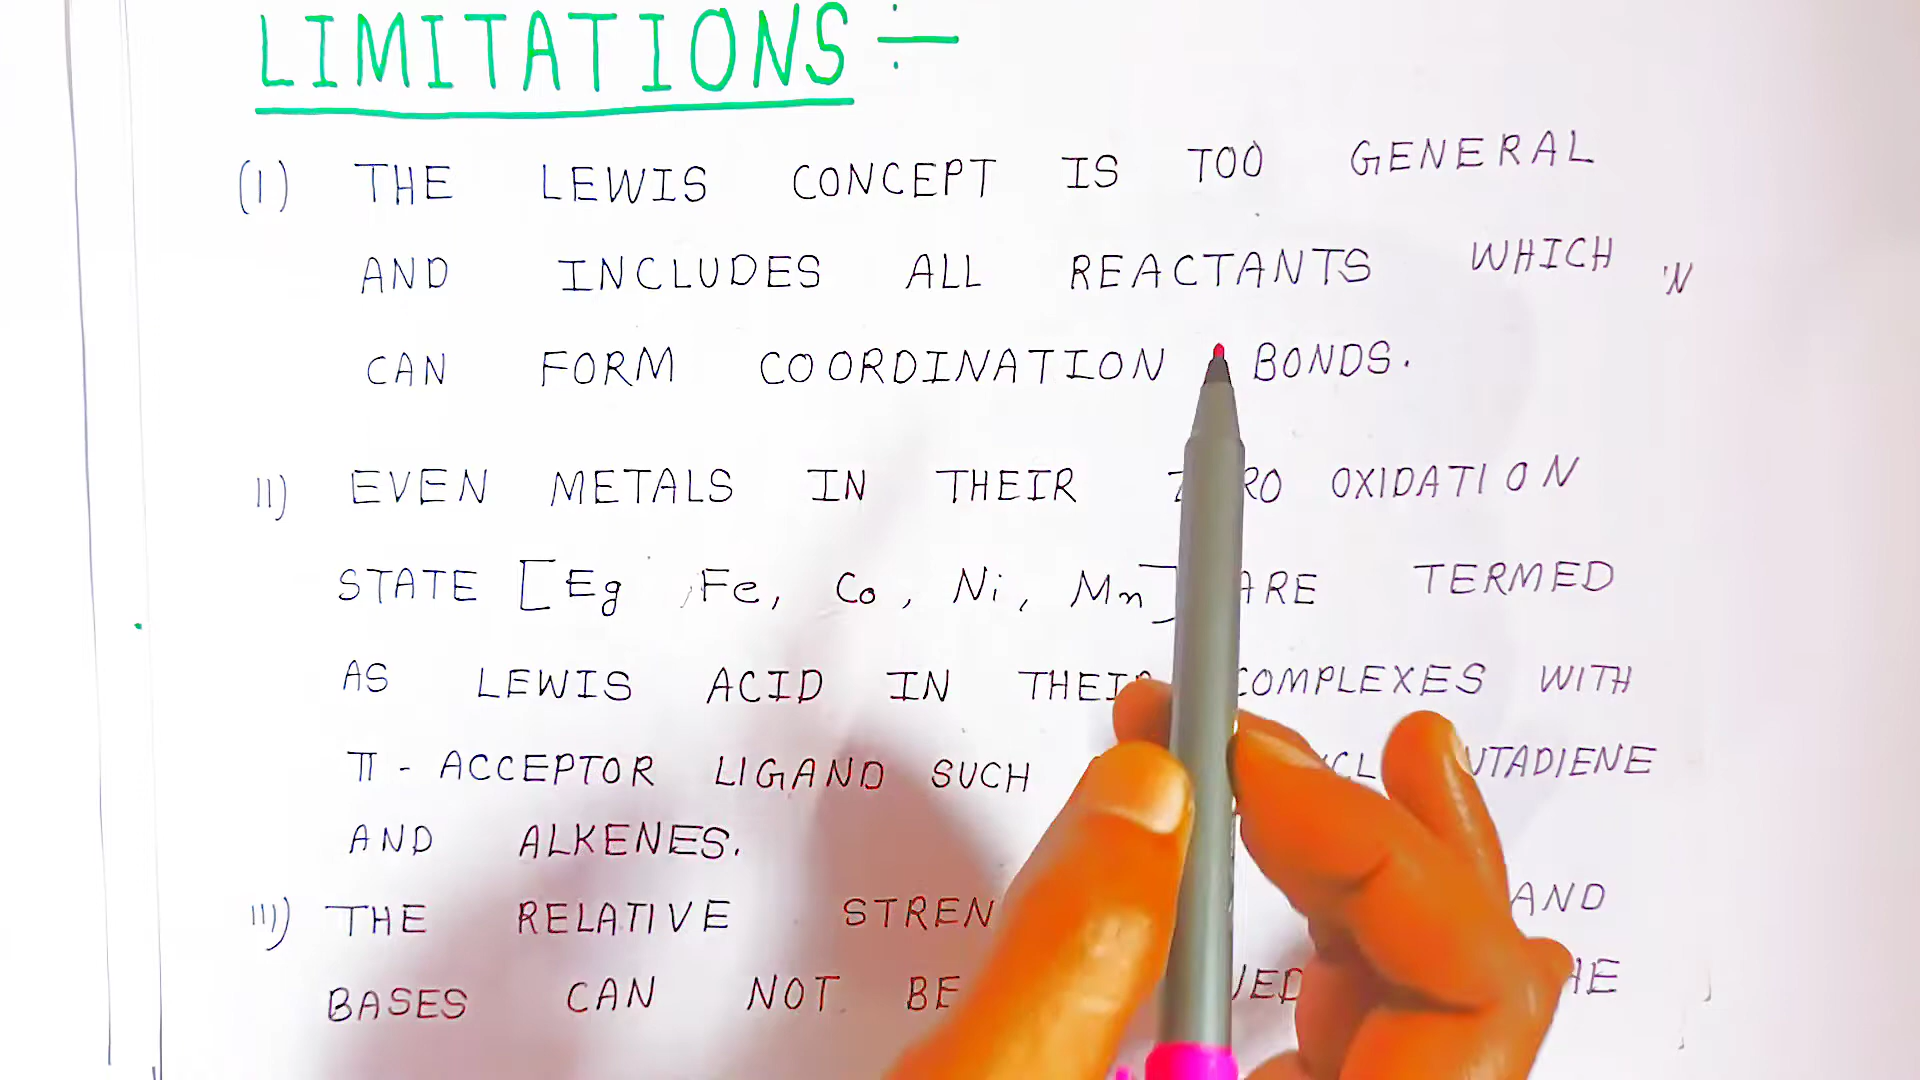 LIMITATIONS ÷
(I) THE LEWIS CONCEPT IS TOO GENERAL
AND INCLUDES ALL REACTANTS WHICH
CAN FORM COORDINATION BONDS.
II) EVEN METALS IN THEIR OXIDATION
STATE [Eg , Fe, Co, Ni, Mn] ARE TERMED
AS LEWIS ACID IN THEIR COMPLEXES WITH
π - ACCEPTOR LIGAND SUCH
AND ALKENES.
III) THE RELATIVE AND
BASES CAN NOT BE